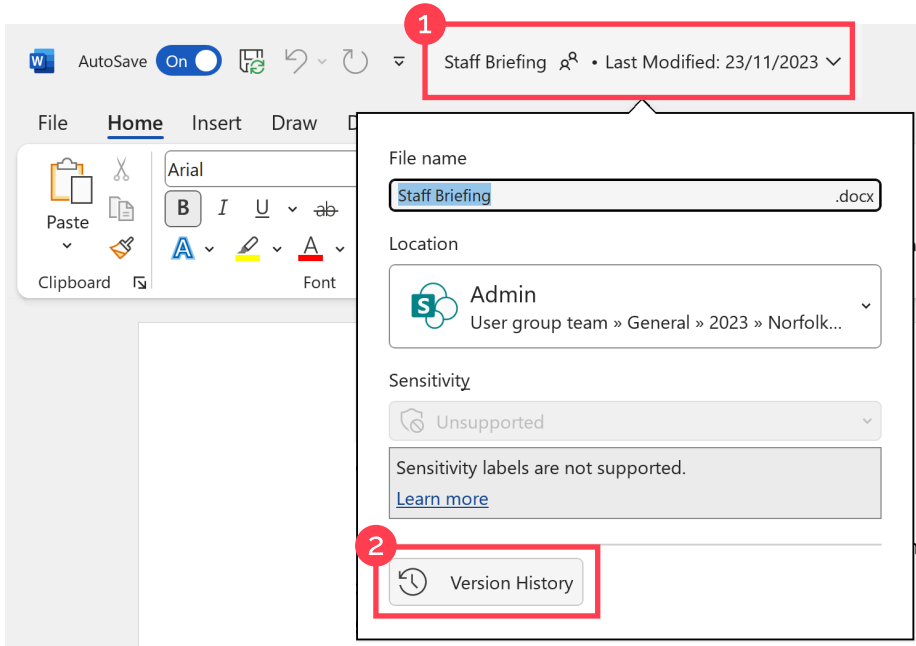 1
W
AutoSave On Staff Briefing • Last Modified: 23/11/2023
File Home Insert Draw
Paste
Clipboard
Arial
B I U ab
A A
Font
File name
Staff Briefing .docx
Location
S
Admin
User group team » General » 2023 » Norfolk...
Sensitivity
Unsupported
Sensitivity labels are not supported.
Learn more
2
Version History